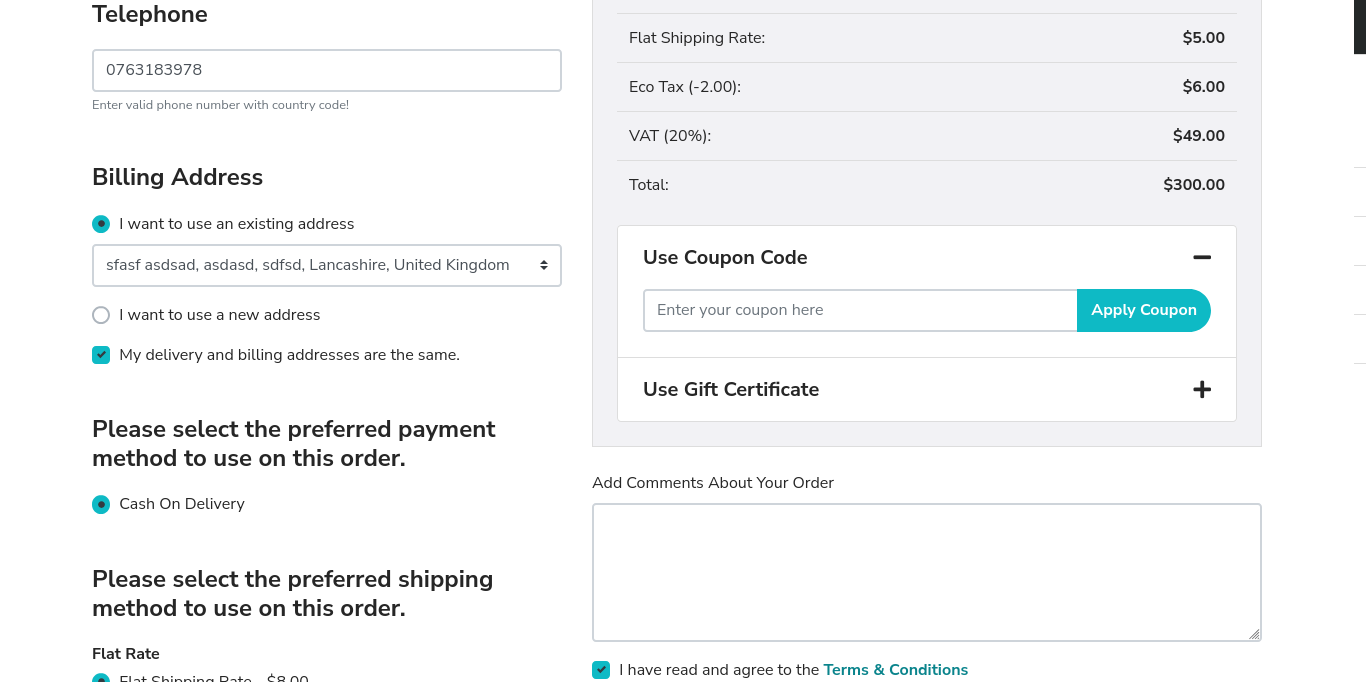 Telephone
0763183978
Enter valid phone number with country code!
Billing Address
I want to use an existing address
sfasf asdsad, asdasd, sdfsd, Lancashire, United Kingdom
I want to use a new address
My delivery and billing addresses are the same.
Please select the preferred payment
method to use on this order.
Cash On Delivery
Please select the preferred shipping
method to use on this order.
Flat Rate
Flat Shipping Rate - $8.00
Flat Shipping Rate: $5.00
Eco Tax (-2.00): $6.00
VAT (20%): $49.00
Total: $300.00
Use Coupon Code
Enter your coupon here Apply Coupon
Use Gift Certificate
Add Comments About Your Order
I have read and agree to the Terms & Conditions